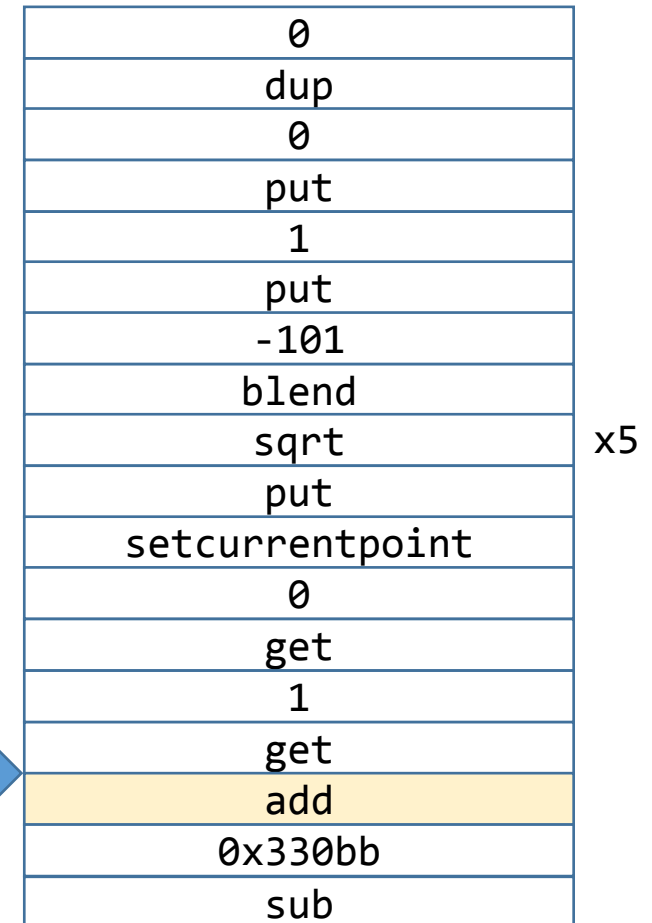 0
dup
0
put
1
put
-101
blend
sqrt x5
put
setcurrentpoint
0
get
1
get
add
0x330bb
sub